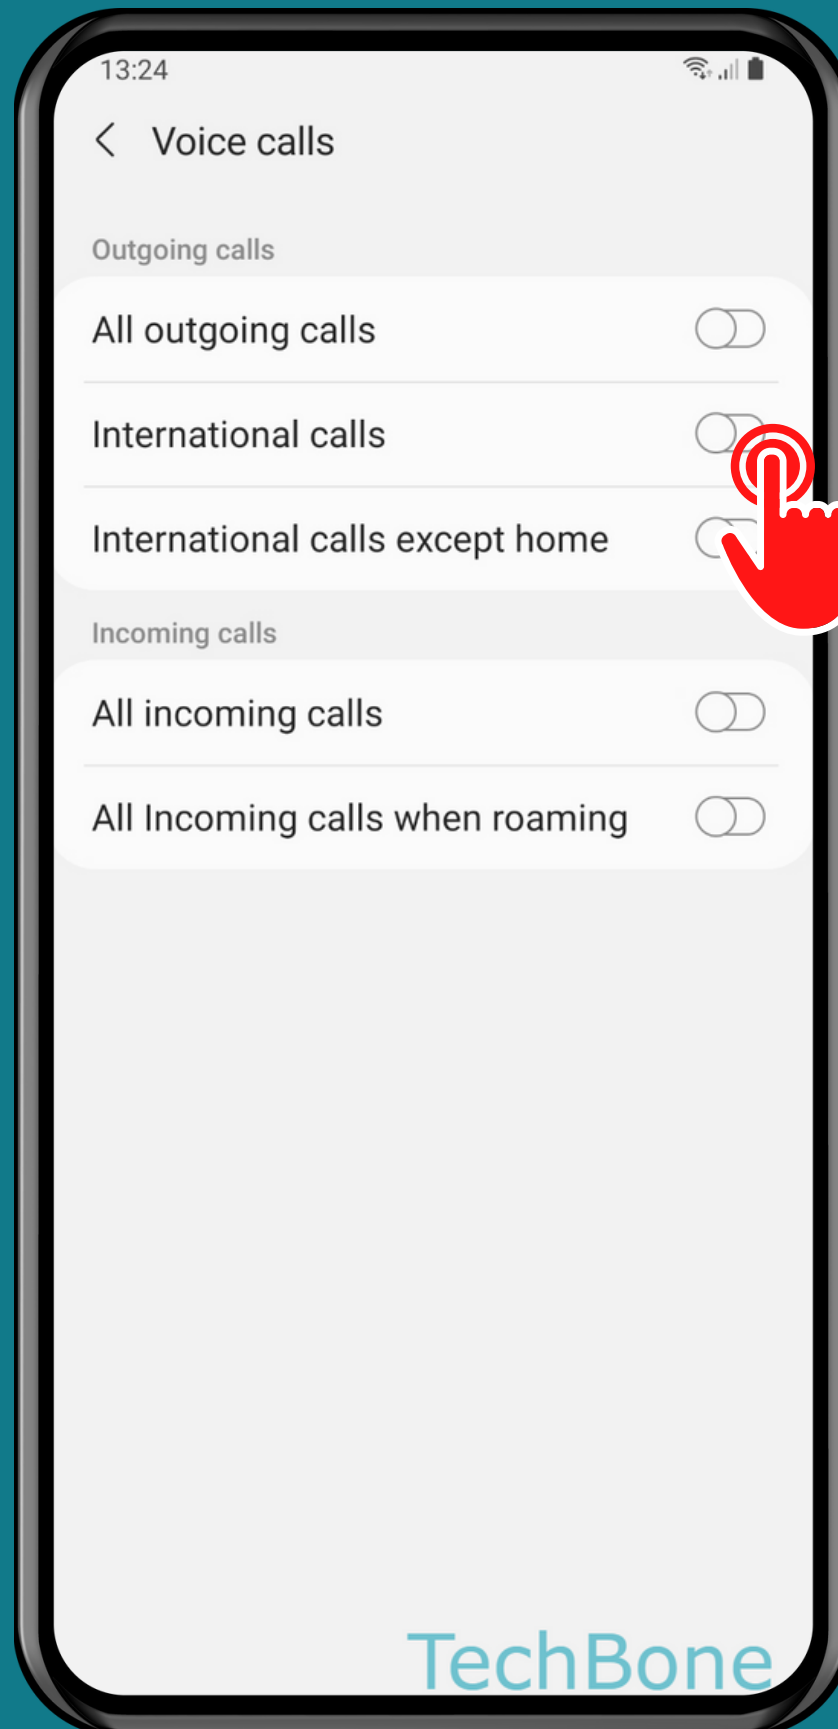 13:24
Voice calls
Outgoing calls
All outgoing calls
International calls
International calls except home
Incoming calls
All incoming calls
All Incoming calls when roaming
TechBone